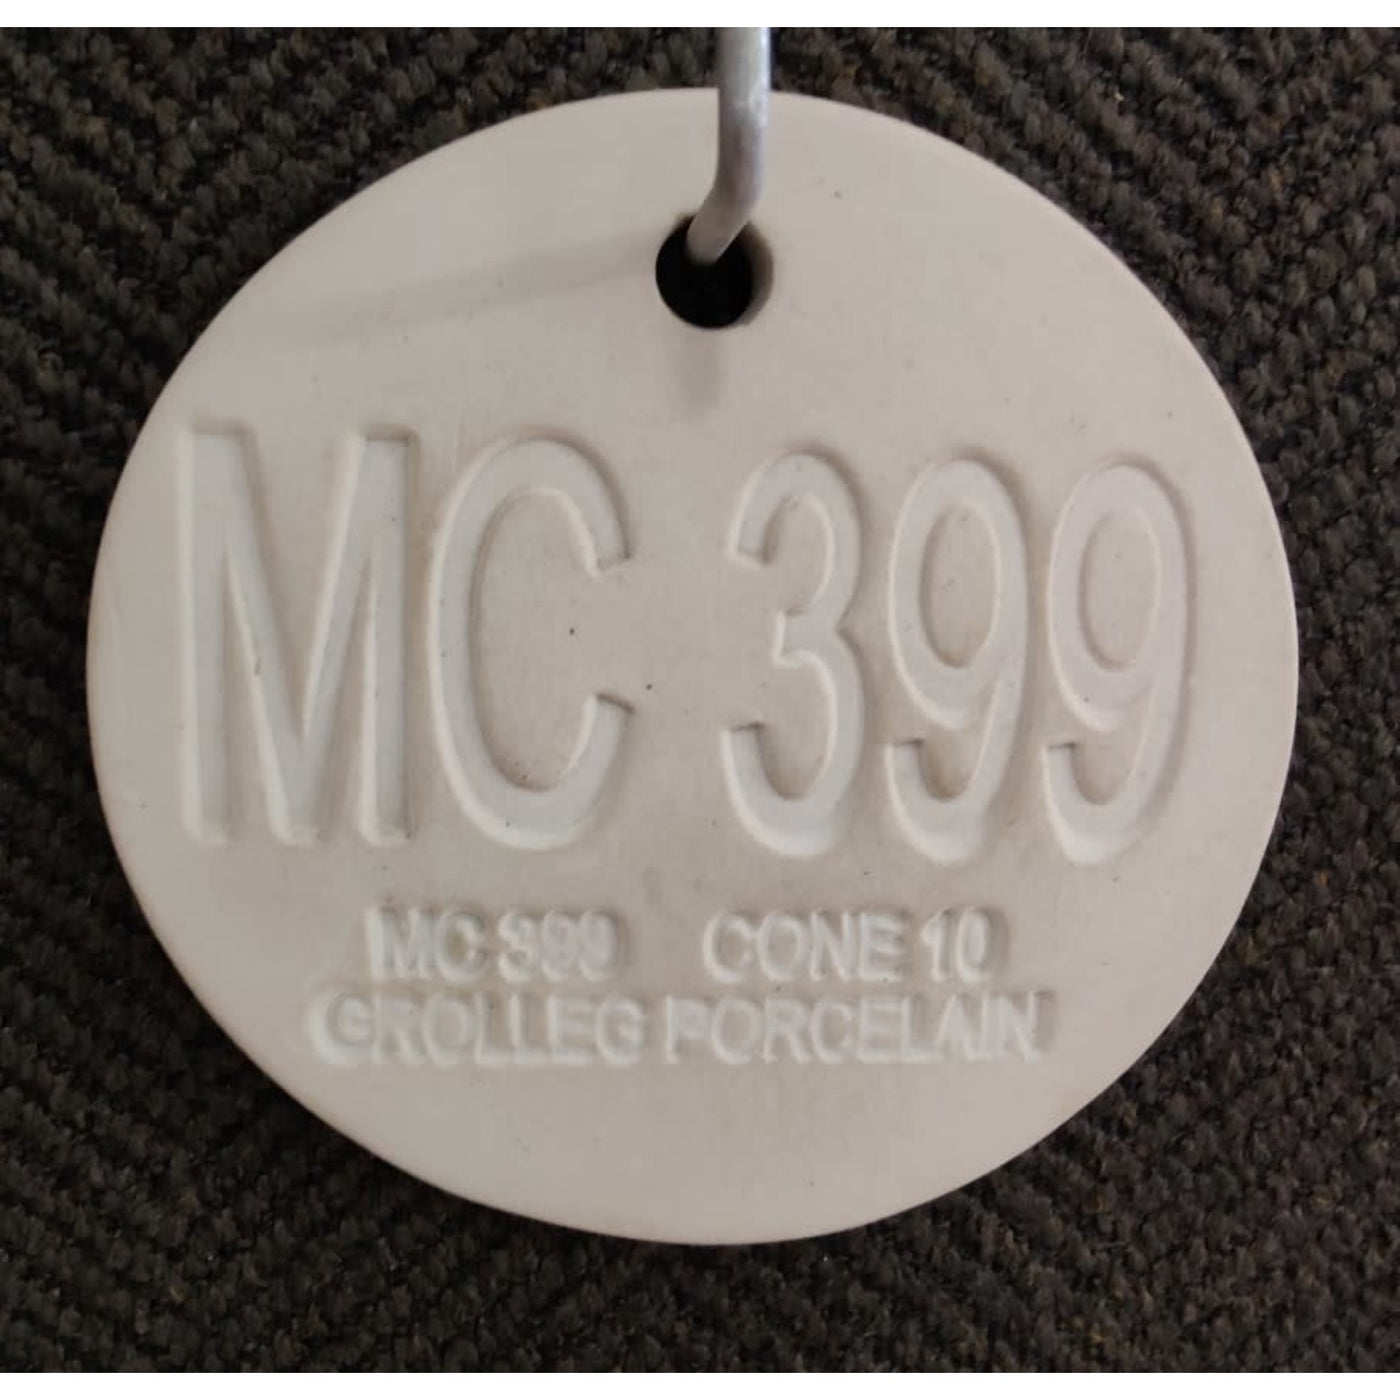 MC 399
MC 399 CONE 10
GROLLEG PORCELAIN